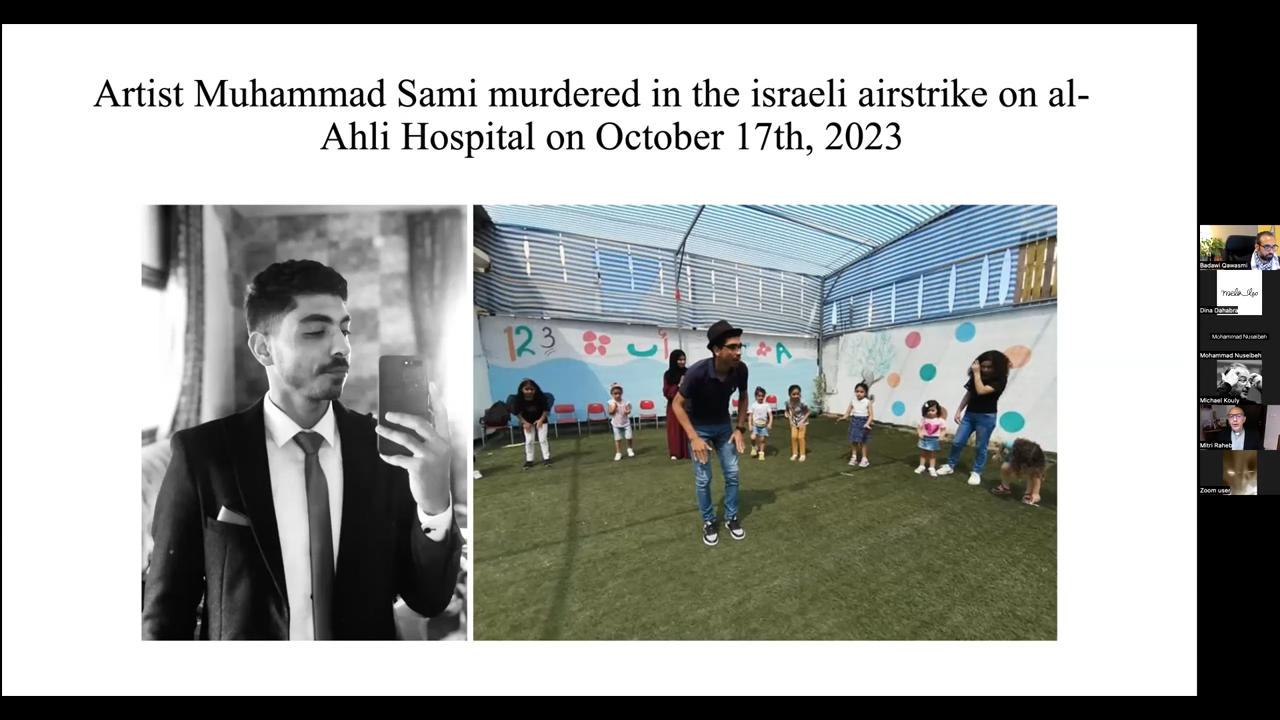 Artist Muhammad Sami murdered in the israeli airstrike on al-
Ahli Hospital on October 17th, 2023
123
أ
ب
A
Badawi Qawasmi
Dina Dahabra
Mohammad Nuseibeh
Mohammad Nuseibeh
Michael Kouly
Mitri Raheb
Zoom user